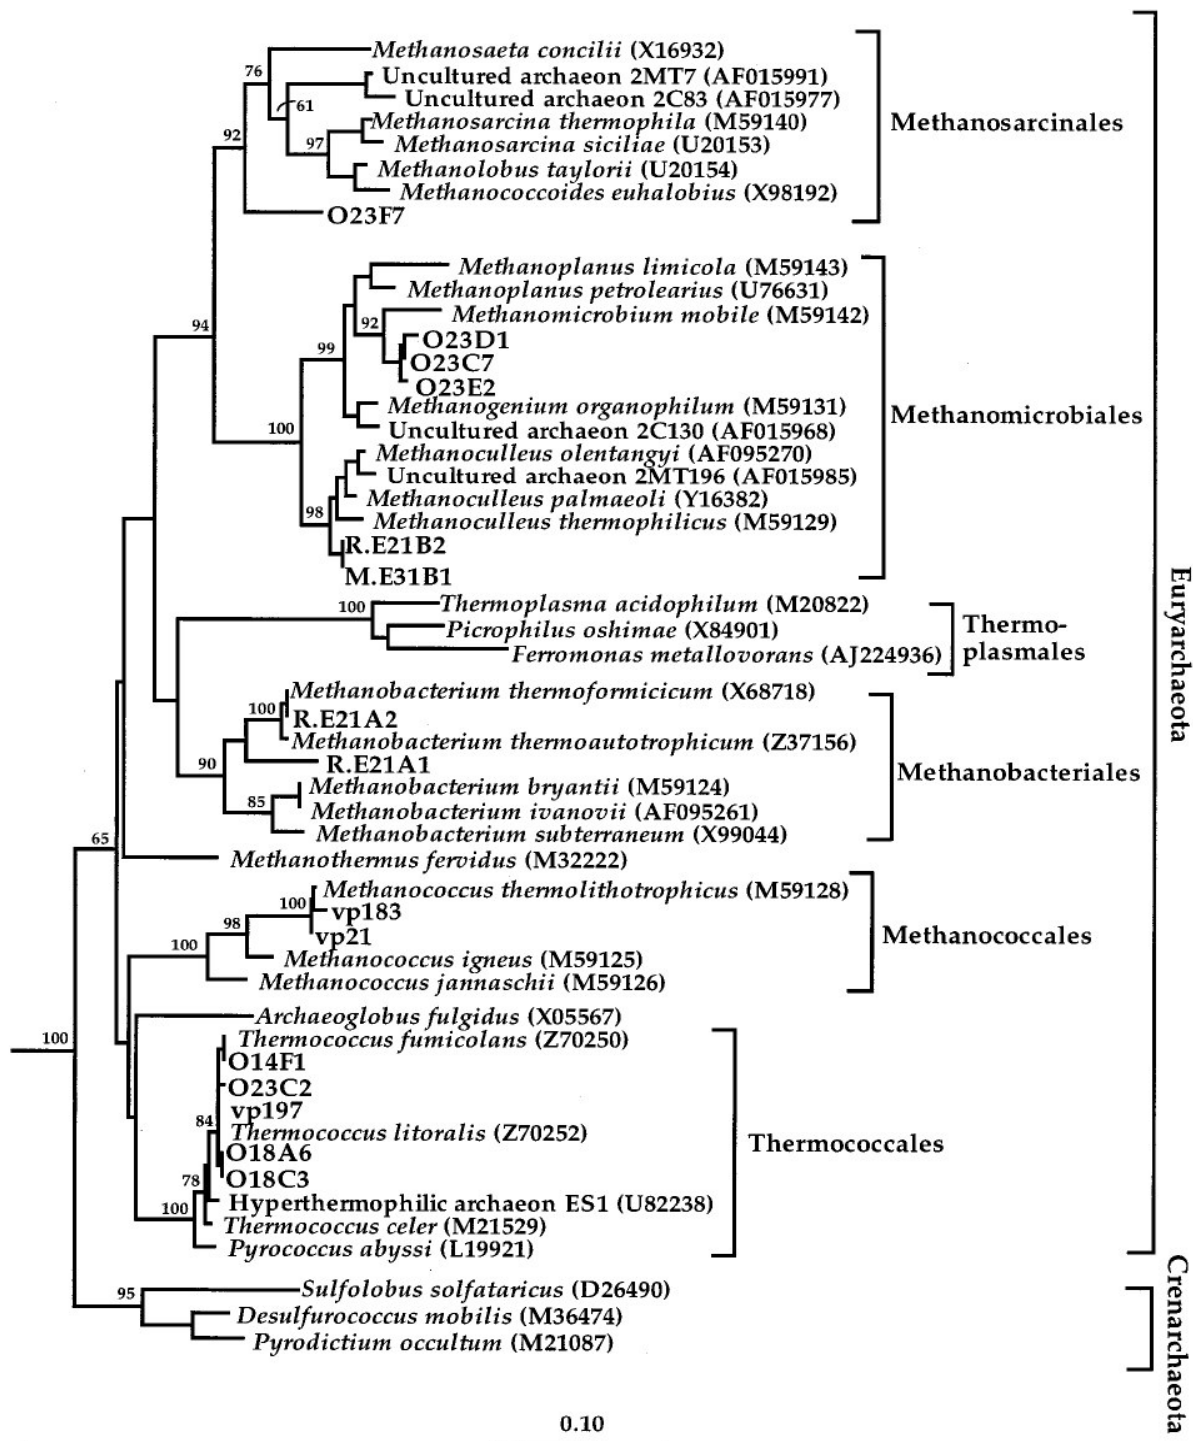 Methanosaeta concilii (X16932)
76
Uncultured archaeon 2MT7 (AF015991)
Uncultured archaeon 2C83 (AF015977)
61
Methanosarcina thermophila (M59140)
Methanosarcinales
92
97
Methanosarcina siciliae (U20153)
Methanolobus taylorii (U20154)
Methanococcoides euhalobius (X98192)
O23F7
Methanoplanus limicola (M59143)
Methanoplanus petrolearius (U76631)
Methanomicrobium mobile (M59142)
94
92
O23D1
99
O23C7
O23E2
Methanogenium organophilum (M59131)
Methanomicrobiales
100
Uncultured archaeon 2C130 (AF015968)
Methanoculleus olentangyi (AF095270)
Uncultured archaeon 2MT196 (AF015985)
Methanoculleus palmaeoli (Y16382)
98
Methanoculleus thermophilicus (M59129)
R.E21B2
M.E31B1
100
Thermoplasma acidophilum (M20822)
Picrophilus oshimae (X84901)
Ferromonas metallovorans (AJ224936)
Thermo-
plasmales
Euryarchaeota
Methanobacterium thermoformicicum (X68718)
100
R.E21A2
Methanobacterium thermoautotrophicum (Z37156)
90
R.E21A1
Methanobacteriales
Methanobacterium bryantii (M59124)
85
Methanobacterium ivanovii (AF095261)
Methanobacterium subterraneum (X99044)
65
Methanothermus fervidus (M32222)
Methanococcus thermolithotrophicus (M59128)
100
vp183
98
vp21
Methanococcales
100
Methanococcus igneus (M59125)
Methanococcus jannaschii (M59126)
Archaeoglobus fulgidus (X05567)
100
Thermococcus fumicolans (Z70250)
O14F1
O23C2
vp197
84
Thermococcus litoralis (Z70252)
Thermococcales
O18A6
O18C3
78
Hyperthermophilic archaeon ES1 (U82238)
100
Thermococcus celer (M21529)
Pyrococcus abyssi (L19921)
95
Sulfolobus solfataricus (D26490)
Desulfurococcus mobilis (M36474)
Pyrodictium occultum (M21087)
Crenarchaeota
0.10